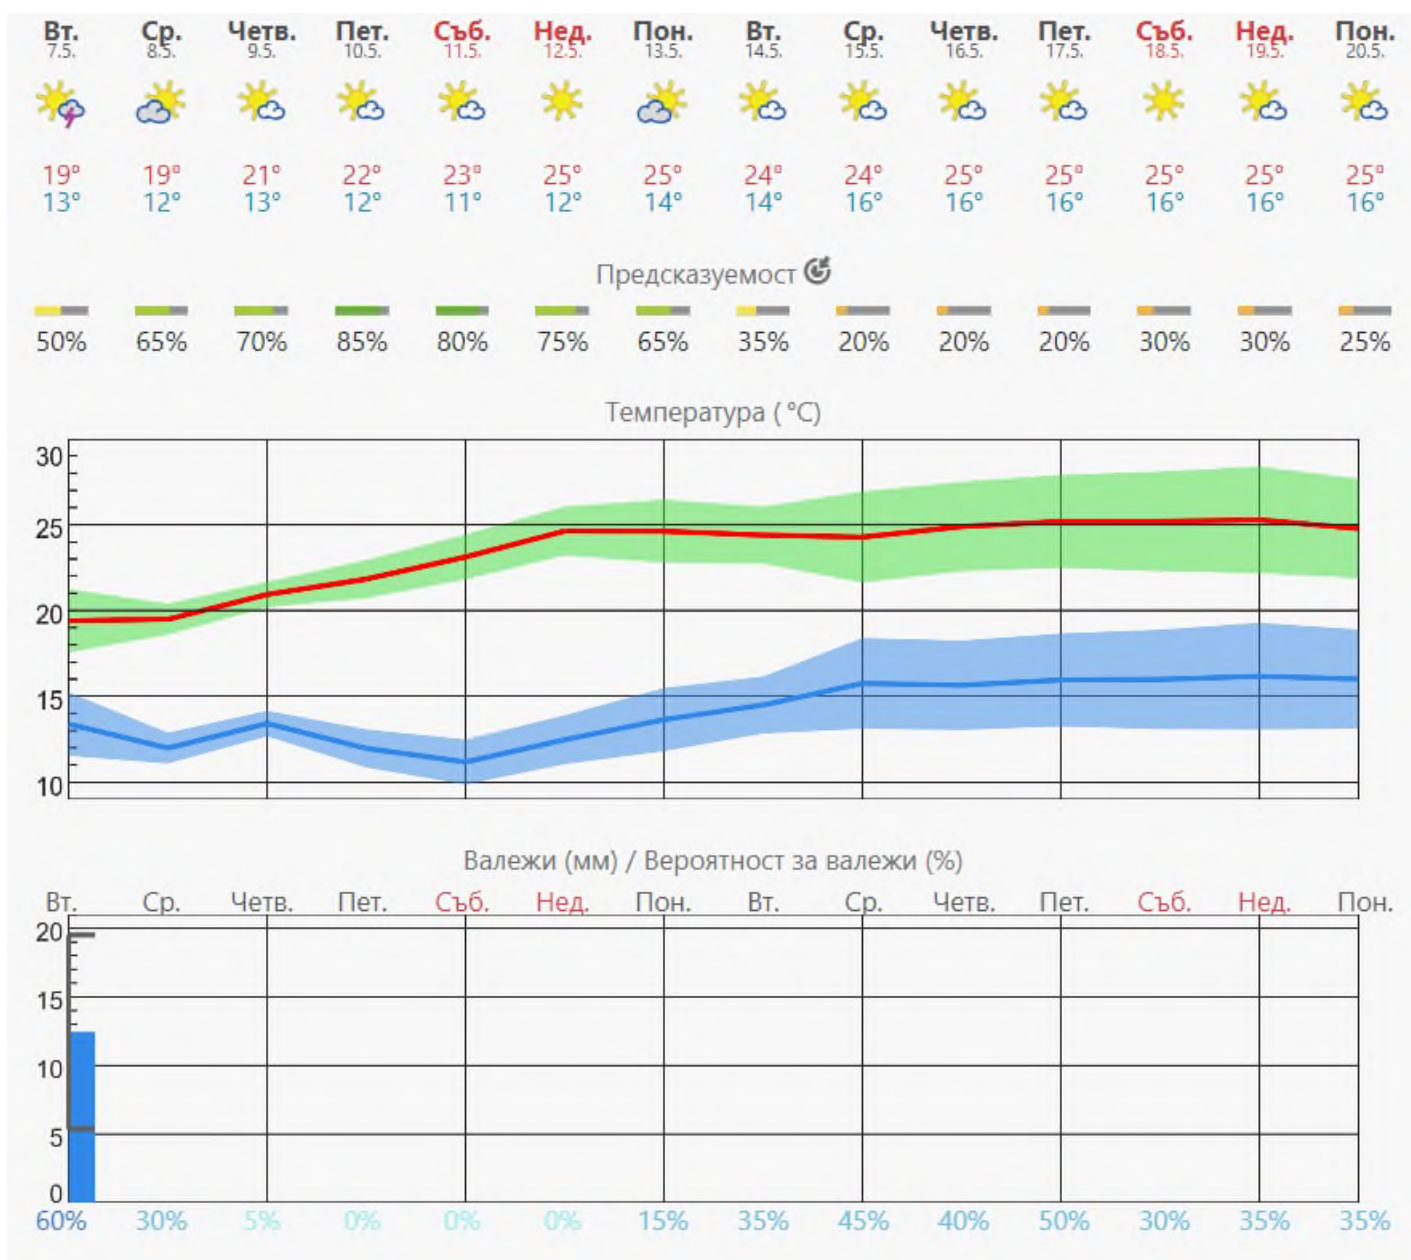 Вт. Ср. Четв. Пет. Съб. Нед. Пон. Вт. Ср. Четв. Пет. Съб. Нед. Пон.
7.5. 8.5. 9.5. 10.5. 11.5. 12.5. 13.5. 14.5. 15.5. 16.5. 17.5. 18.5. 19.5. 20.5.
19° 19° 21° 22° 23° 25° 25° 24° 24° 25° 25° 25° 25° 25°
13° 12° 13° 12° 11° 12° 14° 14° 16° 16° 16° 16° 16° 16°
Предсказуемост
50% 65% 70% 85% 80% 75% 65% 35% 20% 20% 20% 30% 30% 25%
Температура ( °C)
30
25
20
15
10
Валежи (мм) / Вероятност за валежи (%)
Вт. Ср. Четв. Пет. Съб. Нед. Пон. Вт. Ср. Четв. Пет. Съб. Нед. Пон.
20
15
10
5
0
60% 30% 5% 0% 0% 0% 15% 35% 45% 40% 50% 30% 35% 35%